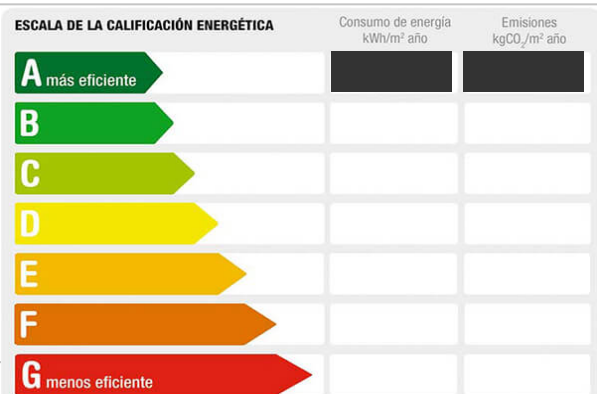 ESCALA DE LA CALIFICACIÓN ENERGÉTICA
Consumo de energía
kWh/m² año
Emisiones
kgCO₂/m² año
A más eficiente
B
C
D
E
F
G menos eficiente